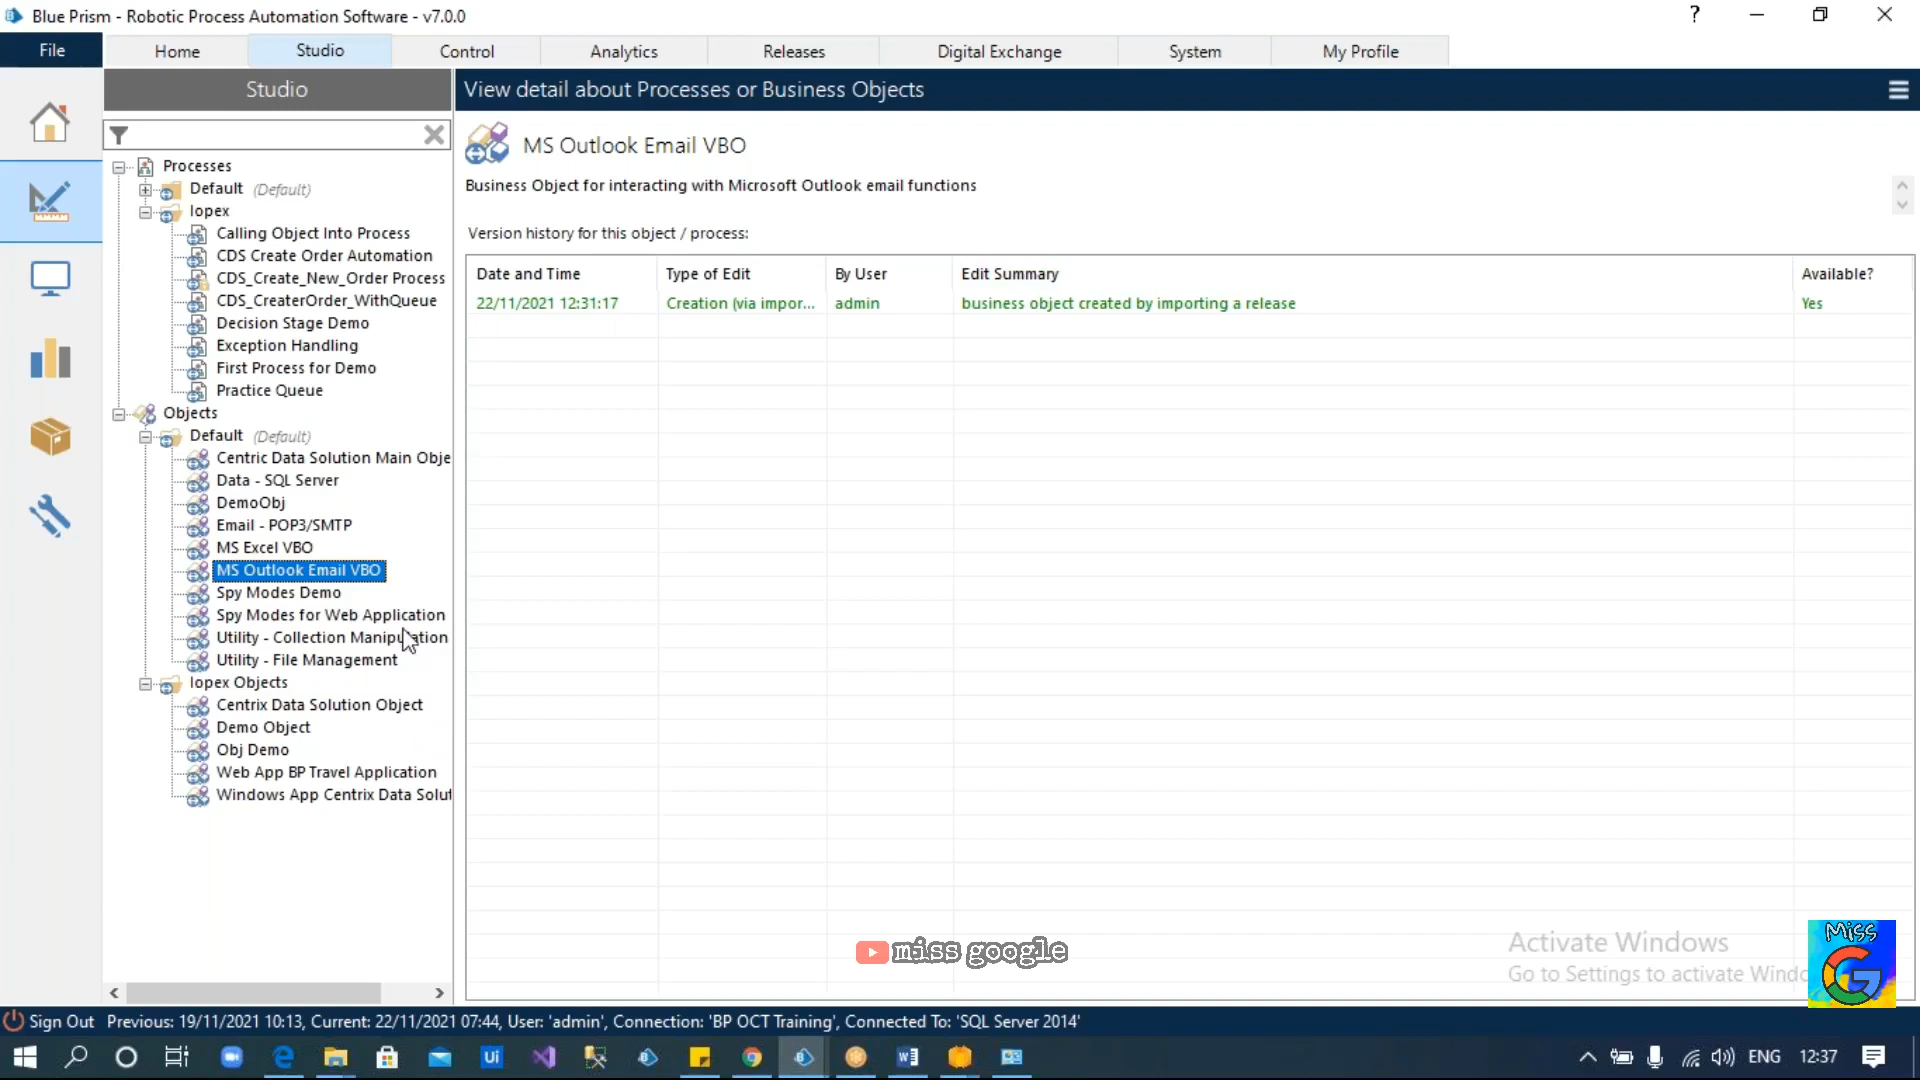 Blue Prism - Robotic Process Automation Software - v7.0.0
?
File
Home
Studio
Control
Analytics
Releases
Digital Exchange
System
My Profile
Studio
View detail about Processes or Business Objects
Processes
Default (Default)
Iopex
Calling Object Into Process
CDS Create Order Automation
CDS_Create_New_Order Process
CDS_CreaterOrder_WithQueue
Decision Stage Demo
Exception Handling
First Process for Demo
Practice Queue
Objects
Default (Default)
Centric Data Solution Main Obje
Data - SQL Server
DemoObj
Email - POP3/SMTP
MS Excel VBO
MS Outlook Email VBO
Spy Modes Demo
Spy Modes for Web Application
Utility - Collection Manipulation
Utility - File Management
Iopex Objects
Centrix Data Solution Object
Demo Object
Obj Demo
Web App BP Travel Application
Windows App Centrix Data Solut
MS Outlook Email VBO
Business Object for interacting with Microsoft Outlook email functions
Version history for this object / process:
Date and Time Type of Edit By User Edit Summary Available?
22/11/2021 12:31:17 Creation (via impor... admin business object created by importing a release Yes
miss google
Activate Windows
Go to Settings to activate Windo
Miss
G
Sign Out Previous: 19/11/2021 10:13, Current: 22/11/2021 07:44, User: 'admin', Connection: 'BP OCT Training', Connected To: 'SQL Server 2014'
Ui
ENG
12:37